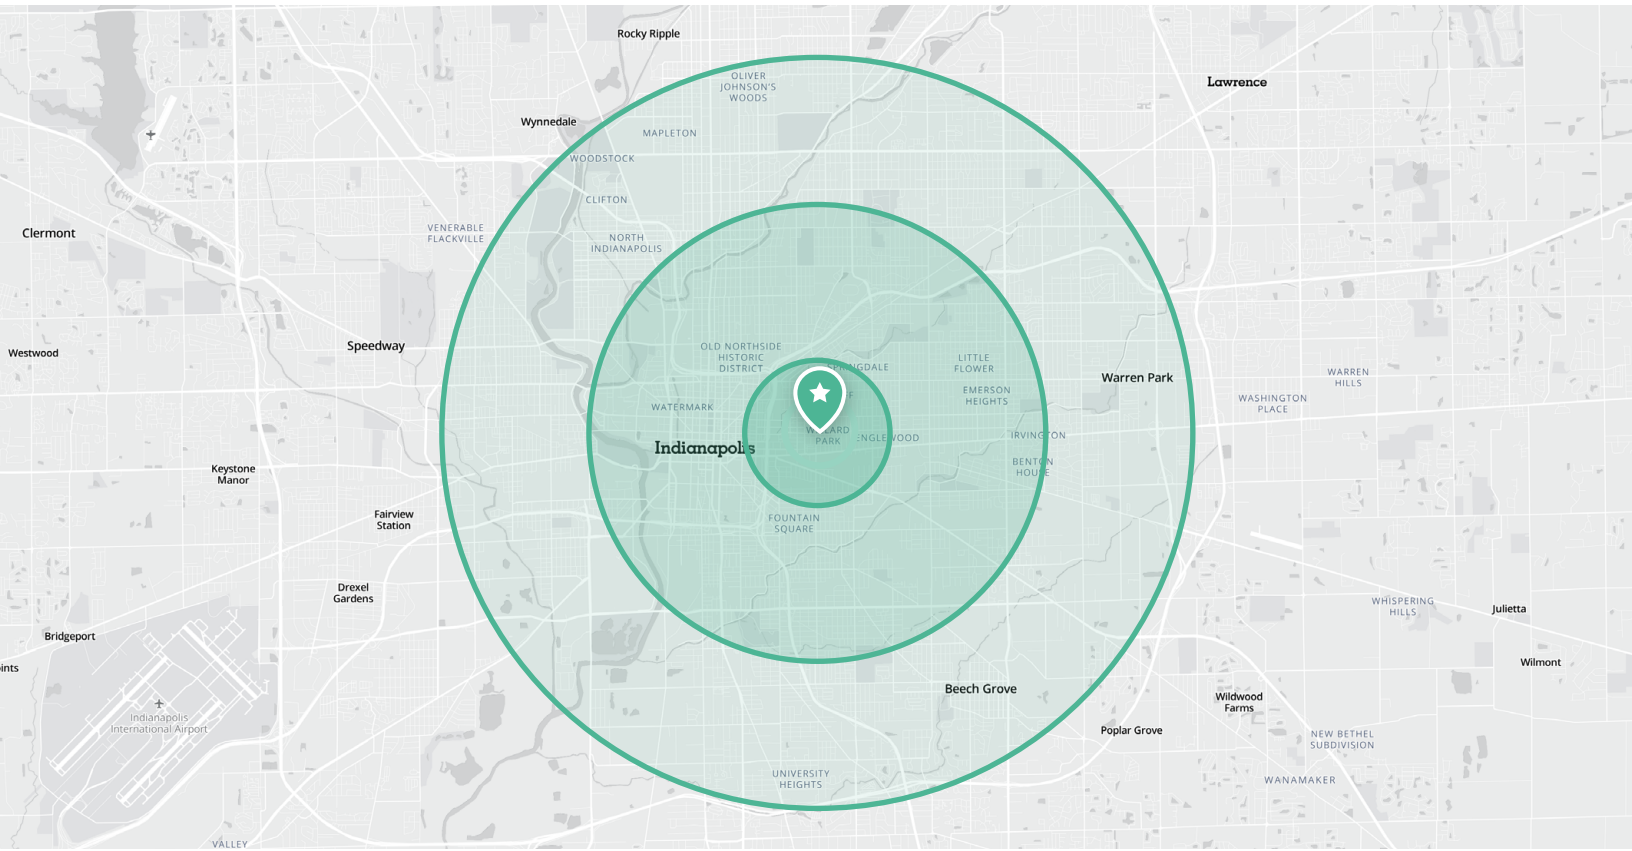 Rocky Ripple
OLIVER
JOHNSON'S
WOODS
Lawrence
Wynnedale
MAPLETON
WOODSTOCK
CLIFTON
VENERABLE
FLACKVILLE
Clermont
NORTH
INDIANAPOLIS
Speedway
Westwood
OLD NORTHSIDE
HISTORIC
DISTRICT
LITTLE
FLOWER
Warren Park
WARREN
HILLS
EMERSON
HEIGHTS
WASHINGTON
PLACE
WATERMARK
PARK
IRVINGTON
Indianapolis
BENTON
HOUSE
Keystone
Manor
Fairview
Station
FOUNTAIN
SQUARE
Drexel
Gardens
WHISPERING
HILLS
Julietta
Bridgeport
ints
Wilmont
Beech Grove
Wildwood
Farms
Indianapolis
International Airport
Poplar Grove
NEW BETHEL
SUBDIVISION
UNIVERSITY
HEIGHTS
WANAMAKER
VALLEY